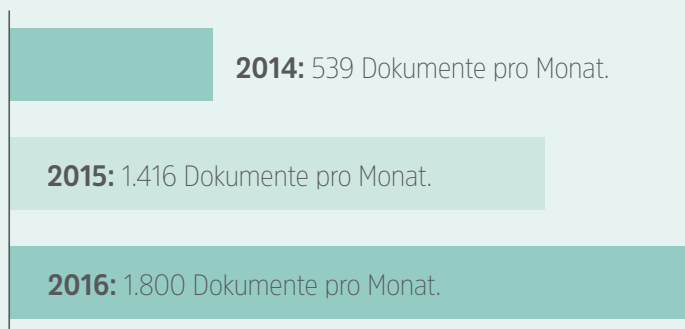 2014: 539 Dokumente pro Monat.
2015: 1.416 Dokumente pro Monat.
2016: 1.800 Dokumente pro Monat.